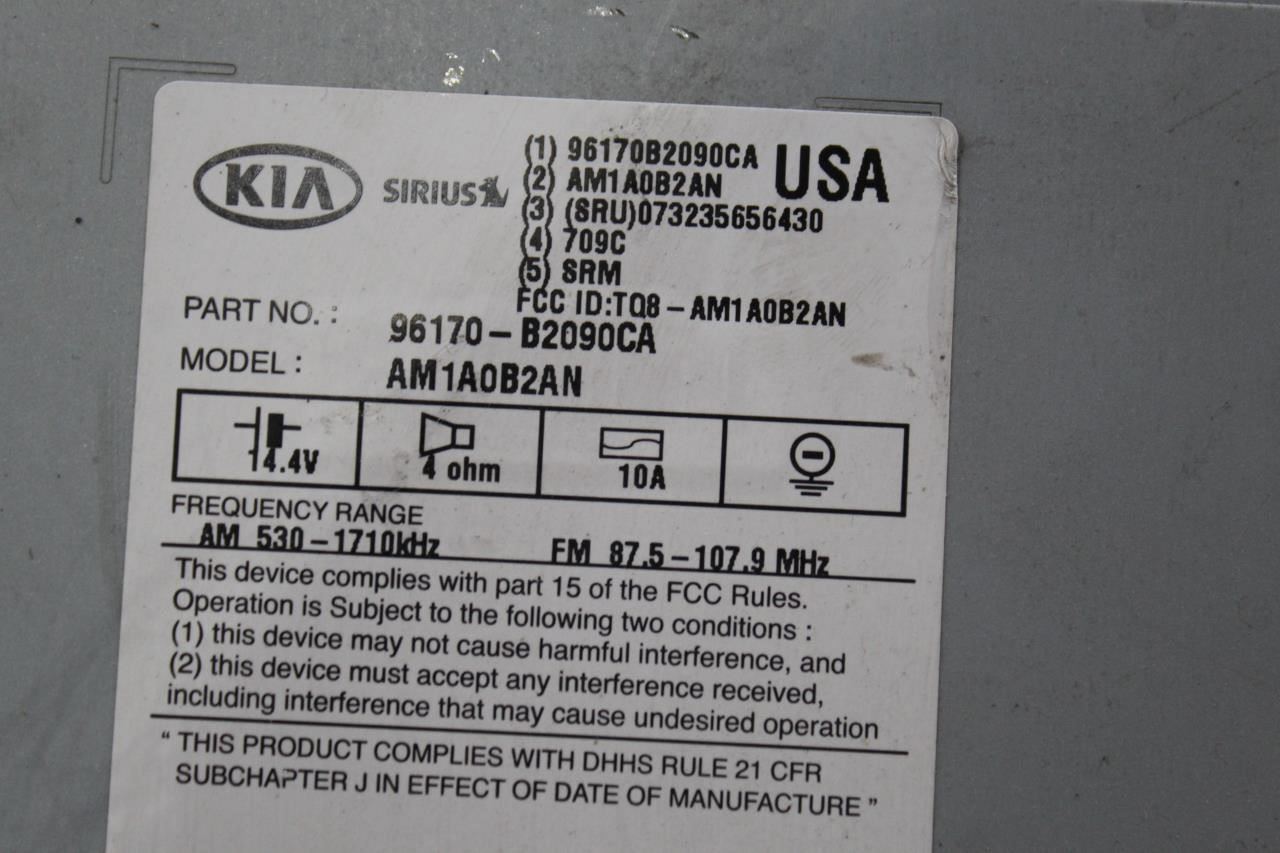 KIA
SIRIUS
(1) 96170B2090CA USA
(2) AM1A0B2AN
(3) (SRU)073235656430
(4) 709C
(5) SRM
FCC ID:TQ8-AM1A0B2AN
PART NO. : 96170-B2090CA
MODEL : AM1A0B2AN
14.4V 4 ohm 10A
FREQUENCY RANGE
AM 530-1710kHz FM 87.5-107.9 MHz
This device complies with part 15 of the FCC Rules.
Operation is Subject to the following two conditions :
(1) this device may not cause harmful interference, and
(2) this device must accept any interference received,
including interference that may cause undesired operation
“ THIS PRODUCT COMPLIES WITH DHHS RULE 21 CFR
SUBCHAPTER J IN EFFECT OF DATE OF MANUFACTURE ”